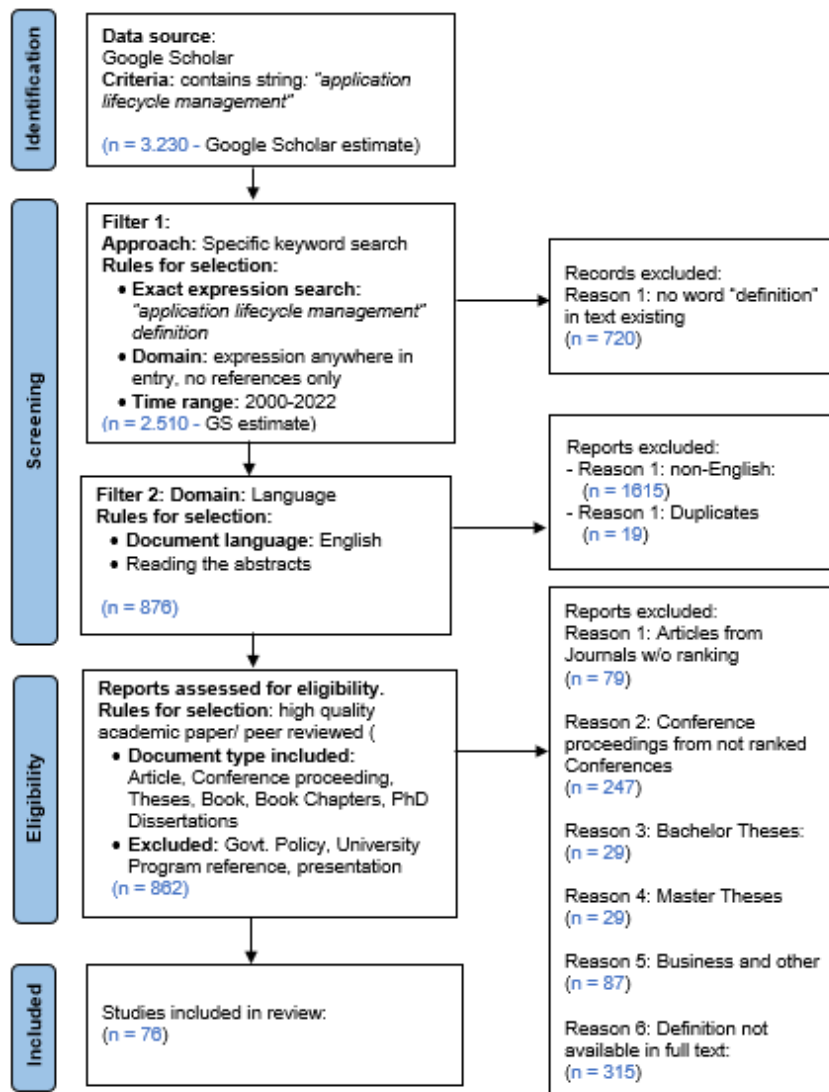 Identification
Data source:
Google Scholar
Criteria: contains string: "application
lifecycle management"
(n = 3.230 - Google Scholar estimate)
Screening
Filter 1:
Approach: Specific keyword search
Rules for selection:
• Exact expression search:
"application lifecycle management"
definition
• Domain: expression anywhere in
entry, no references only
• Time range: 2000-2022
(n = 2.510 - GS estimate)
Records excluded:
Reason 1: no word "definition"
in text existing
(n = 720)
Filter 2: Domain: Language
Rules for selection:
• Document language: English
• Reading the abstracts
(n = 876)
Reports excluded:
- Reason 1: non-English:
(n = 1615)
- Reason 1: Duplicates
(n = 19)
Eligibility
Reports assessed for eligibility.
Rules for selection: high quality
academic paper/ peer reviewed (
• Document type included:
Article, Conference proceeding,
Theses, Book, Book Chapters, PhD
Dissertations
• Excluded: Govt. Policy, University
Program reference, presentation
(n = 862)
Reports excluded:
Reason 1: Articles from
Journals w/o ranking
(n = 79)
Reason 2: Conference
proceedings from not ranked
Conferences
(n = 247)
Reason 3: Bachelor Theses:
(n = 29)
Reason 4: Master Theses
(n = 29)
Reason 5: Business and other
(n = 87)
Reason 6: Definition not
available in full text:
(n = 315)
Included
Studies included in review:
(n = 76)